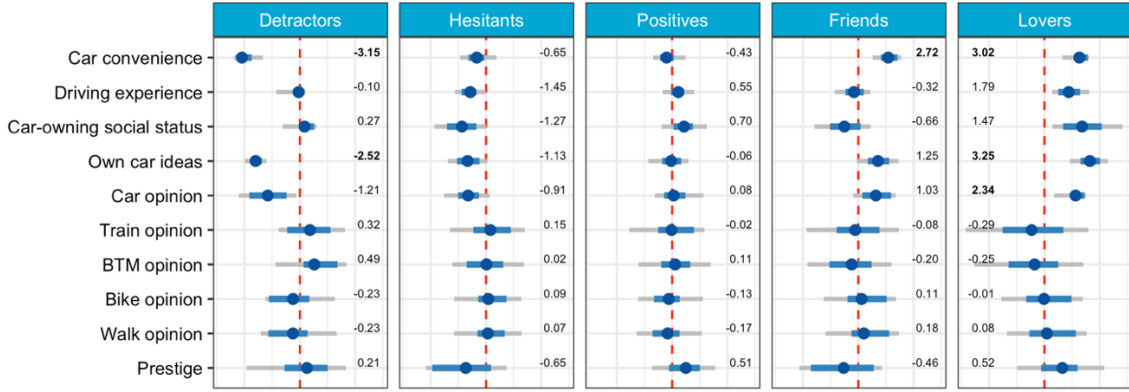 Detractors Hesitants Positives Friends Lovers
Car convenience -3.15 -0.65 -0.43 2.72 3.02
Driving experience -0.10 -1.45 0.55 -0.32 1.79
Car-owning social status 0.27 -1.27 0.70 -0.66 1.47
Own car ideas -2.52 -1.13 -0.06 1.25 3.25
Car opinion -1.21 -0.91 0.08 1.03 2.34
Train opinion 0.32 0.15 -0.02 -0.08 -0.29
BTM opinion 0.49 0.02 0.11 -0.20 -0.25
Bike opinion -0.23 0.09 -0.13 0.11 -0.01
Walk opinion -0.23 0.07 -0.17 0.18 0.08
Prestige 0.21 -0.65 0.51 -0.46 0.52